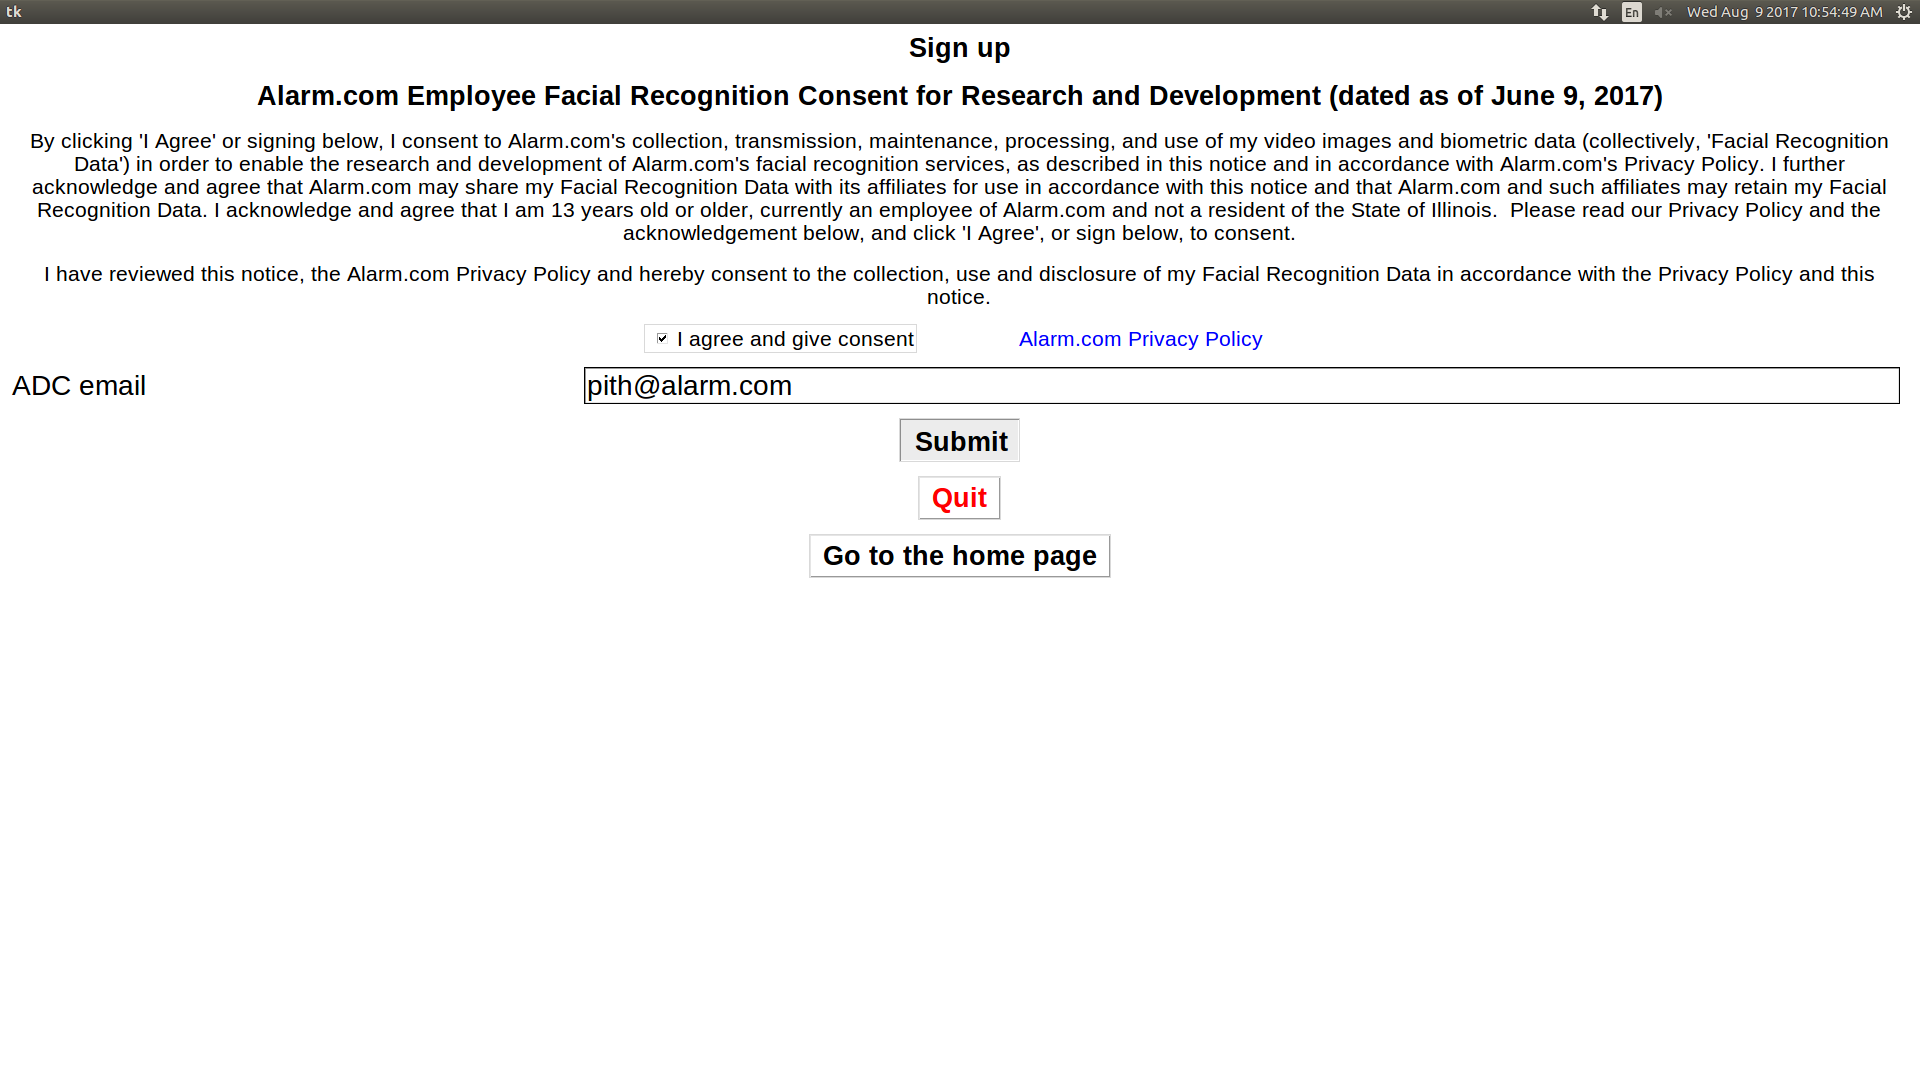 tk
En
Wed Aug 9 2017 10:54:49 AM
Sign up
Alarm.com Employee Facial Recognition Consent for Research and Development (dated as of June 9, 2017)
By clicking 'I Agree' or signing below, I consent to Alarm.com's collection, transmission, maintenance, processing, and use of my video images and biometric data (collectively, 'Facial Recognition
Data') in order to enable the research and development of Alarm.com's facial recognition services, as described in this notice and in accordance with Alarm.com's Privacy Policy. I further
acknowledge and agree that Alarm.com may share my Facial Recognition Data with its affiliates for use in accordance with this notice and that Alarm.com and such affiliates may retain my Facial
Recognition Data. I acknowledge and agree that I am 13 years old or older, currently an employee of Alarm.com and not a resident of the State of Illinois.  Please read our Privacy Policy and the
acknowledgement below, and click 'I Agree', or sign below, to consent.
I have reviewed this notice, the Alarm.com Privacy Policy and hereby consent to the collection, use and disclosure of my Facial Recognition Data in accordance with the Privacy Policy and this
notice.
I agree and give consent
Alarm.com Privacy Policy
ADC email
pith@alarm.com
Submit
Quit
Go to the home page